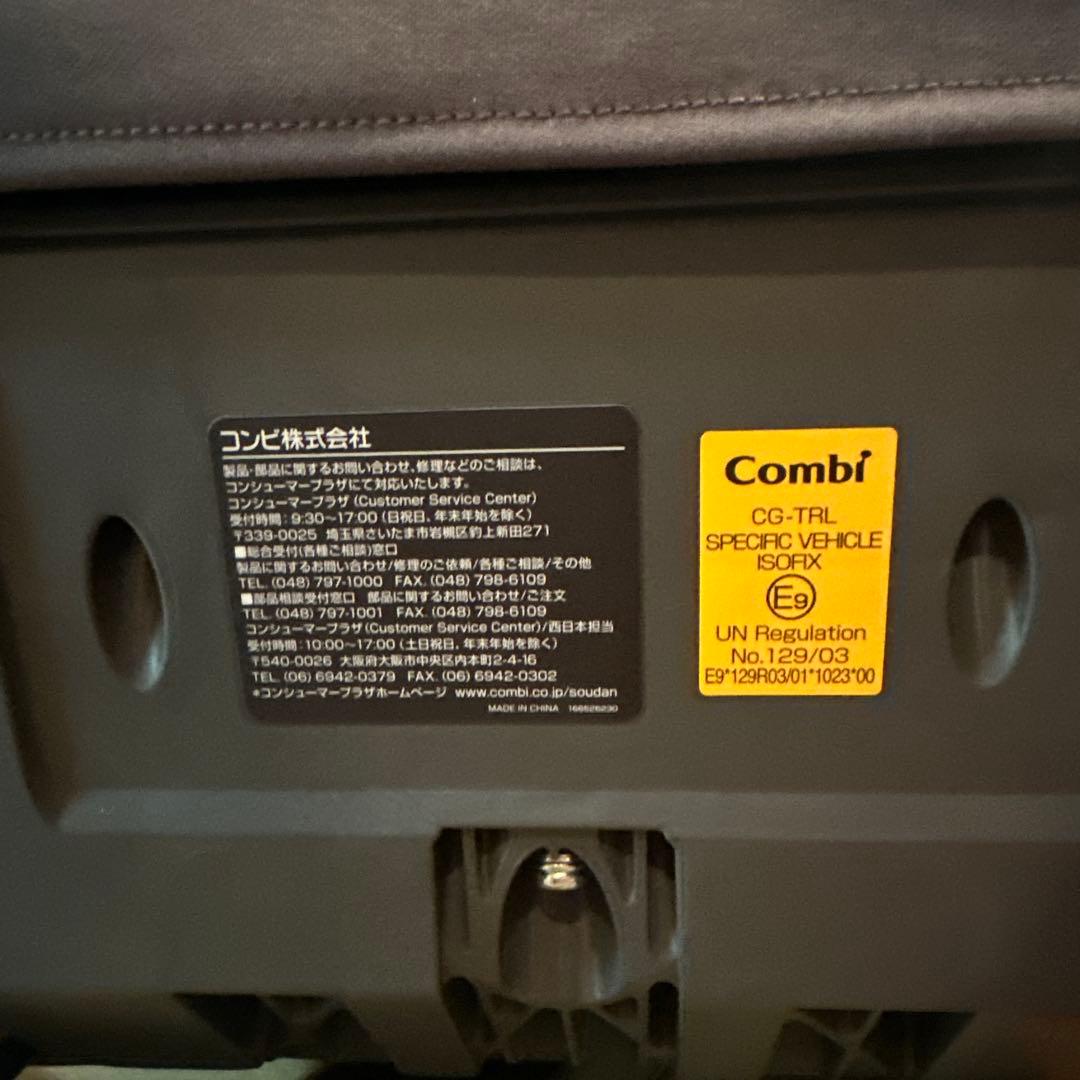 コンビ株式会社
製品・部品に関するお問い合わせ、修理などのご相談は、
コンシューマープラザにて対応いたします。
コンシューマープラザ (Customer Service Center)
受付時間：9:30〜17:00 (日祝日、年末年始を除く)
〒339-0025 埼玉県さいたま市岩槻区釣上新田271
■総合受付(各種ご相談)窓口
製品に関するお問い合わせ/修理のご依頼/各種ご相談/その他
TEL. (048) 797-1000 FAX. (048) 798-6109
■部品相談受付窓口 部品に関するお問い合わせ/ご注文
TEL. (048) 797-1001 FAX. (048) 798-6109
コンシューマープラザ(Customer Service Center)/西日本担当
受付時間：10:00〜17:00 (土日祝日、年末年始を除く)
〒540-0026 大阪府大阪市中央区内本町2-4-16
TEL. (06) 6942-0379 FAX. (06) 6942-0302
*コンシューマープラザホームページ www.combi.co.jp/soudan
MADE IN CHINA 166526230
Combi
CG-TRL
SPECIFIC VEHICLE
ISOFIX
E9
UN Regulation
No.129/03
E9*129R03/01*1023*00